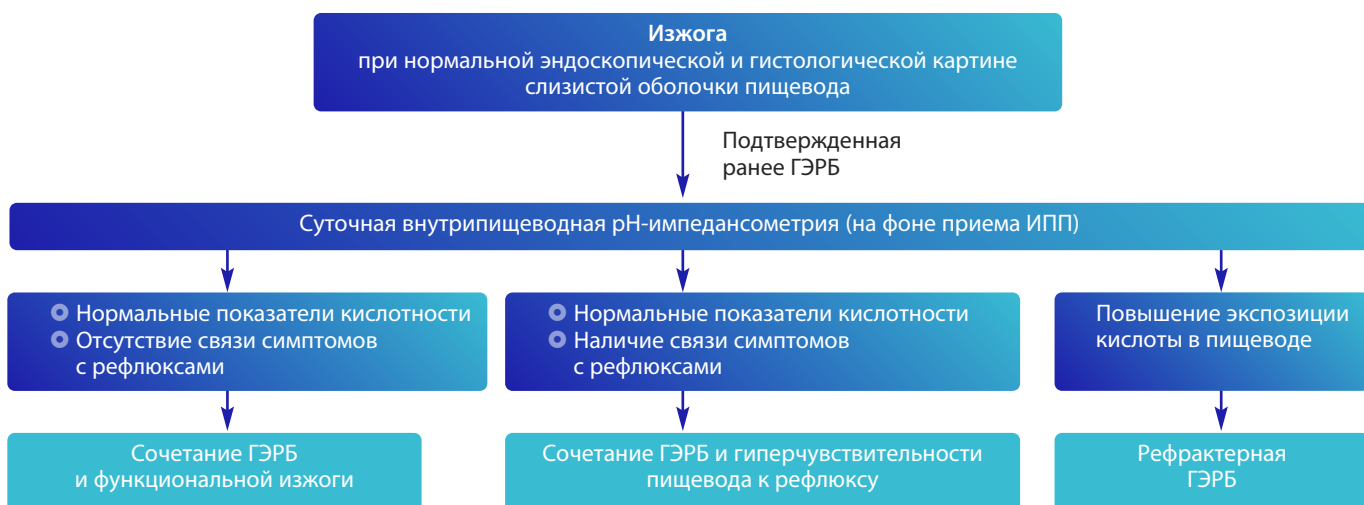 Изжога
при нормальной эндоскопической и гистологической картине
слизистой оболочки пищевода
Подтвержденная
ранее ГЭРБ
Суточная внутрипищеводная pH-импедансометрия (на фоне приема ИПП)
Нормальные показатели кислотности
Отсутствие связи симптомов
с рефлюксами
Нормальные показатели кислотности
Наличие связи симптомов
с рефлюксами
Повышение экспозиции
кислоты в пищеводе
Сочетание ГЭРБ
и функциональной изжоги
Сочетание ГЭРБ и гиперчувствительности
пищевода к рефлюксу
Рефрактерная
ГЭРБ